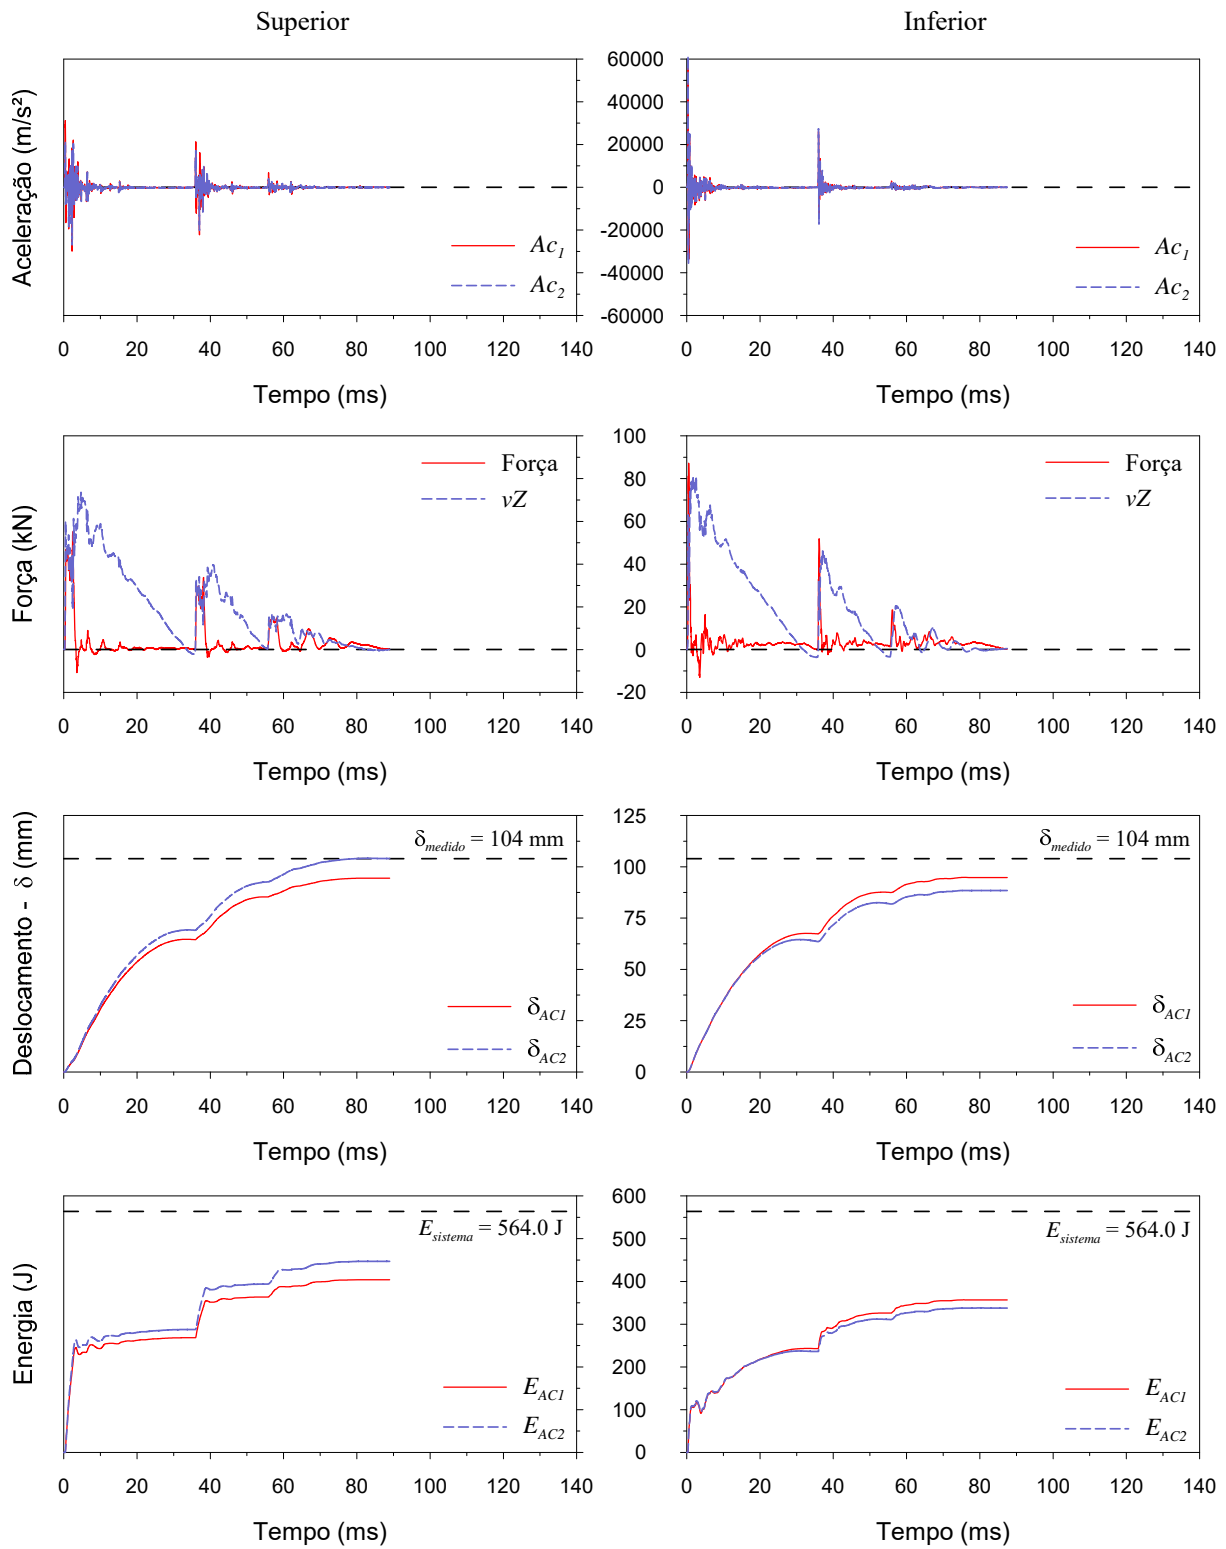 Superior
Inferior
Aceleração (m/s²)
60000
40000
20000
0
-20000
-40000
-60000
Ac1
Ac2
Ac1
Ac2
0 20 40 60 80 100 120 140
0 20 40 60 80 100 120 140
Tempo (ms)
Tempo (ms)
Força (kN)
100
80
60
40
20
0
-20
Força
vZ
Força
vZ
0 20 40 60 80 100 120 140
0 20 40 60 80 100 120 140
Tempo (ms)
Tempo (ms)
Deslocamento - δ (mm)
125
100
75
50
25
0
δmedido = 104 mm
δmedido = 104 mm
δAC1
δAC2
δAC1
δAC2
0 20 40 60 80 100 120 140
0 20 40 60 80 100 120 140
Tempo (ms)
Tempo (ms)
Energia (J)
600
500
400
300
200
100
0
Esistema = 564.0 J
Esistema = 564.0 J
EAC1
EAC2
EAC1
EAC2
0 20 40 60 80 100 120 140
0 20 40 60 80 100 120 140
Tempo (ms)
Tempo (ms)